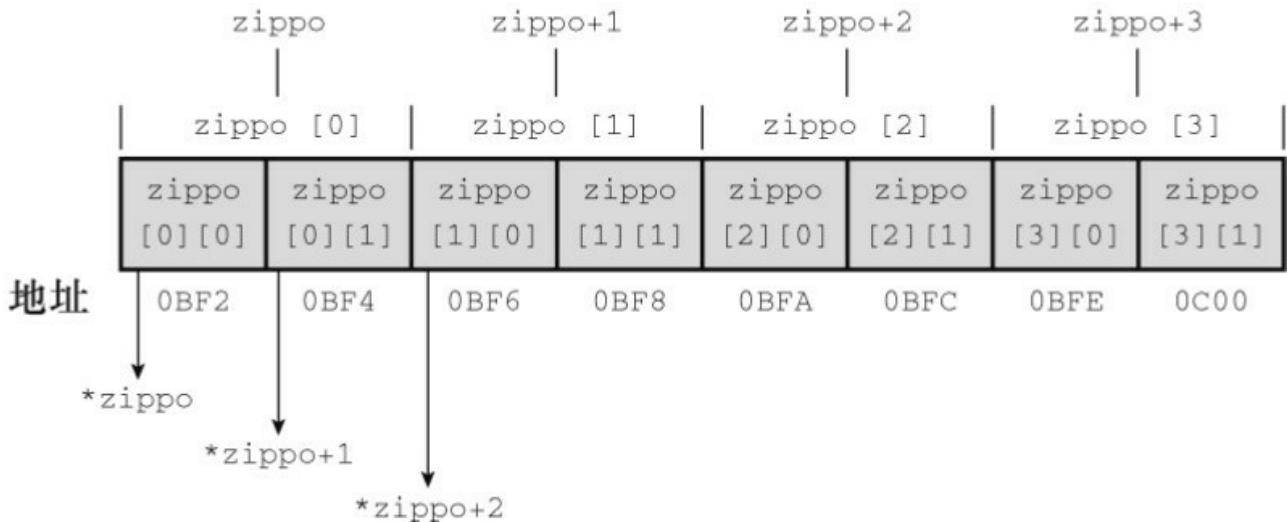 zippo zippo+1 zippo+2 zippo+3
zippo [0] zippo [1] zippo [2] zippo [3]
zippo zippo zippo zippo zippo zippo zippo zippo
[0][0] [0][1] [1][0] [1][1] [2][0] [2][1] [3][0] [3][1]
地址 0BF2 0BF4 0BF6 0BF8 0BFA 0BFC 0BFE 0C00
*zippo
*zippo+1
*zippo+2